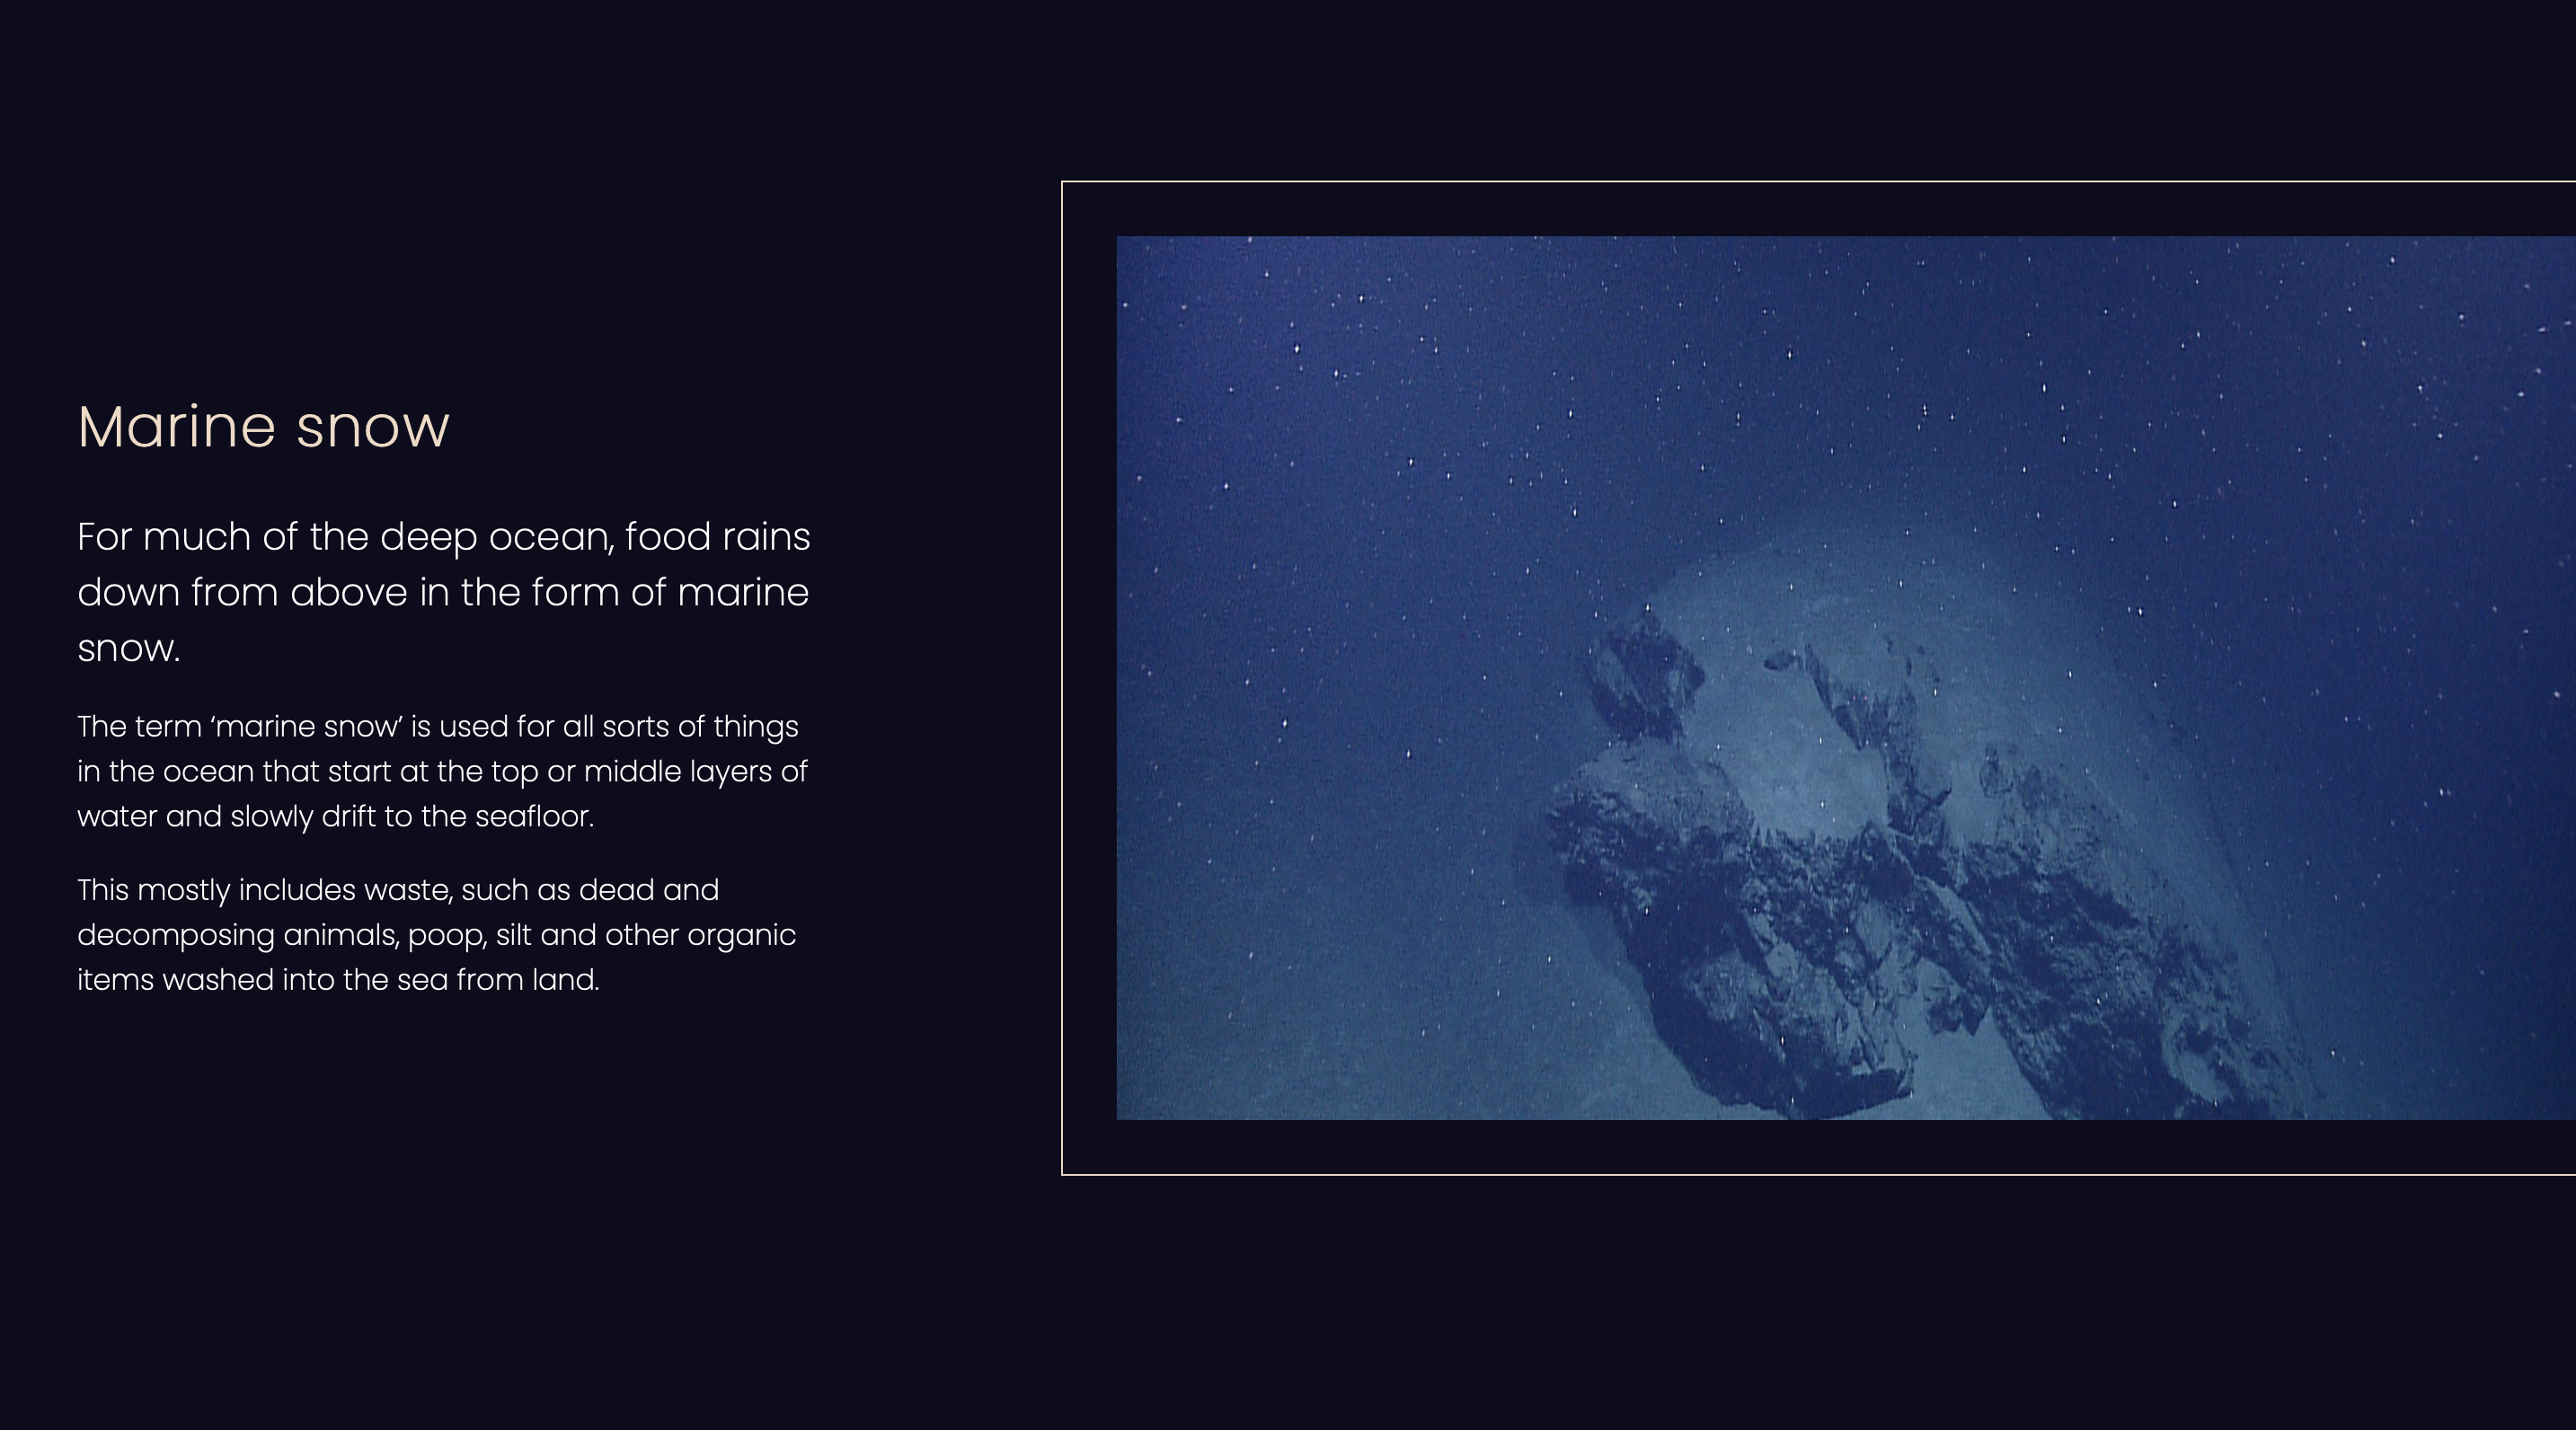 Marine snow
For much of the deep ocean, food rains
down from above in the form of marine
snow.
The term ‘marine snow’ is used for all sorts of things
in the ocean that start at the top or middle layers of
water and slowly drift to the seafloor.
This mostly includes waste, such as dead and
decomposing animals, poop, silt and other organic
items washed into the sea from land.